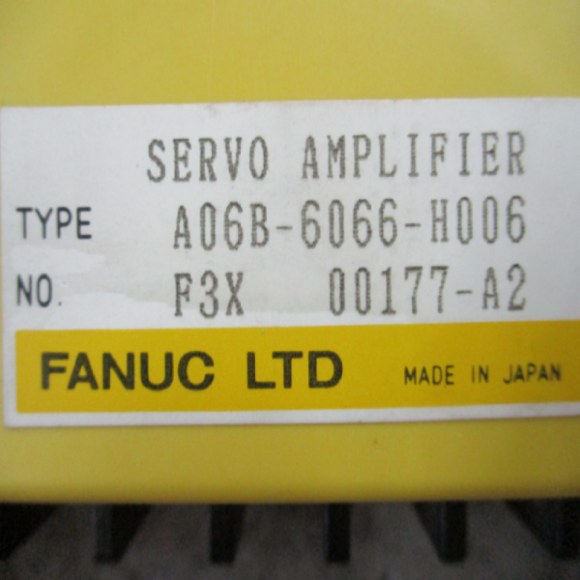 SERVO AMPLIFIER
TYPE A06B-6066-H006
NO. F3X 00177-A2
FANUC LTD MADE IN JAPAN